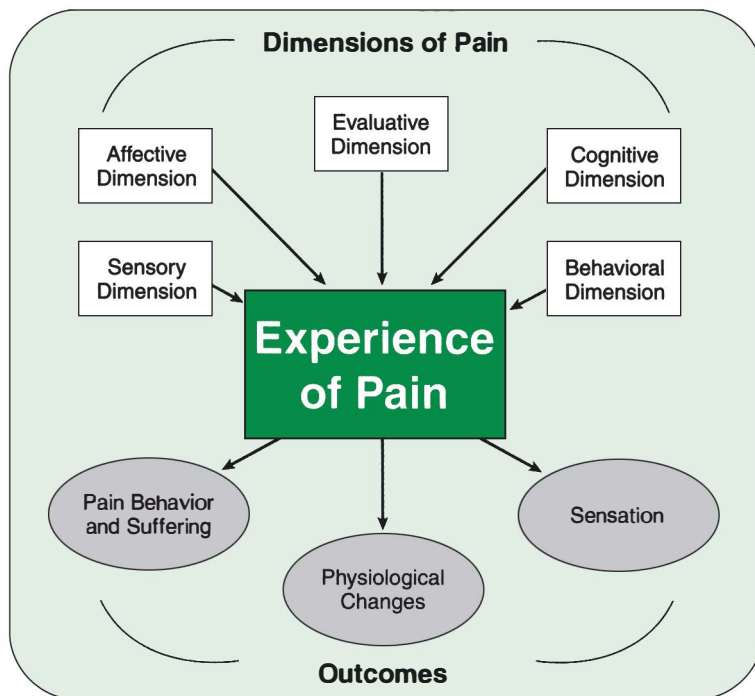 Dimensions of Pain
Affective
Dimension
Evaluative
Dimension
Cognitive
Dimension
Sensory
Dimension
Behavioral
Dimension
Experience
of Pain
Pain Behavior
and Suffering
Physiological
Changes
Sensation
Outcomes